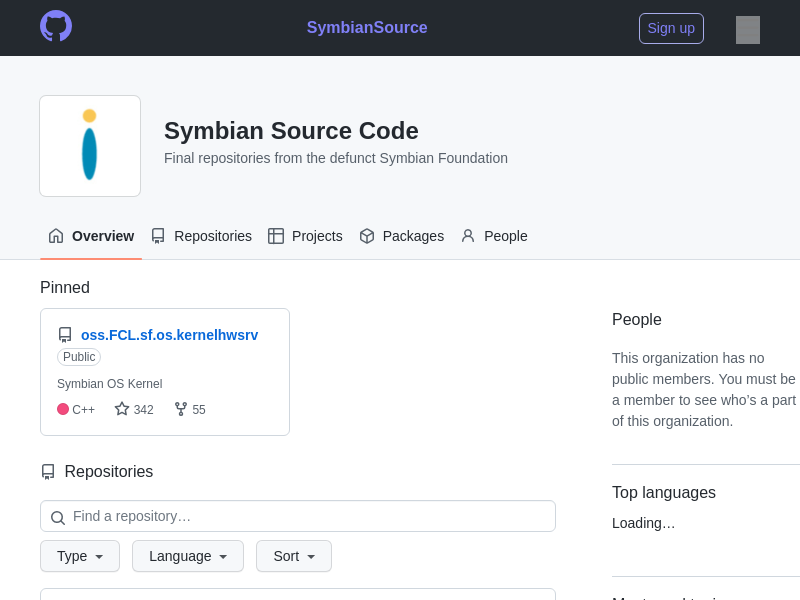 SymbianSource
Sign up
Symbian Source Code
Final repositories from the defunct Symbian Foundation
Overview
Repositories
Projects
Packages
People
Pinned
oss.FCL.sf.os.kernelhwsrv
Public
Symbian OS Kernel
C++
342
55
Repositories
Find a repository…
Type
Language
Sort
People
This organization has no
public members. You must be
a member to see who's a part
of this organization.
Top languages
Loading…